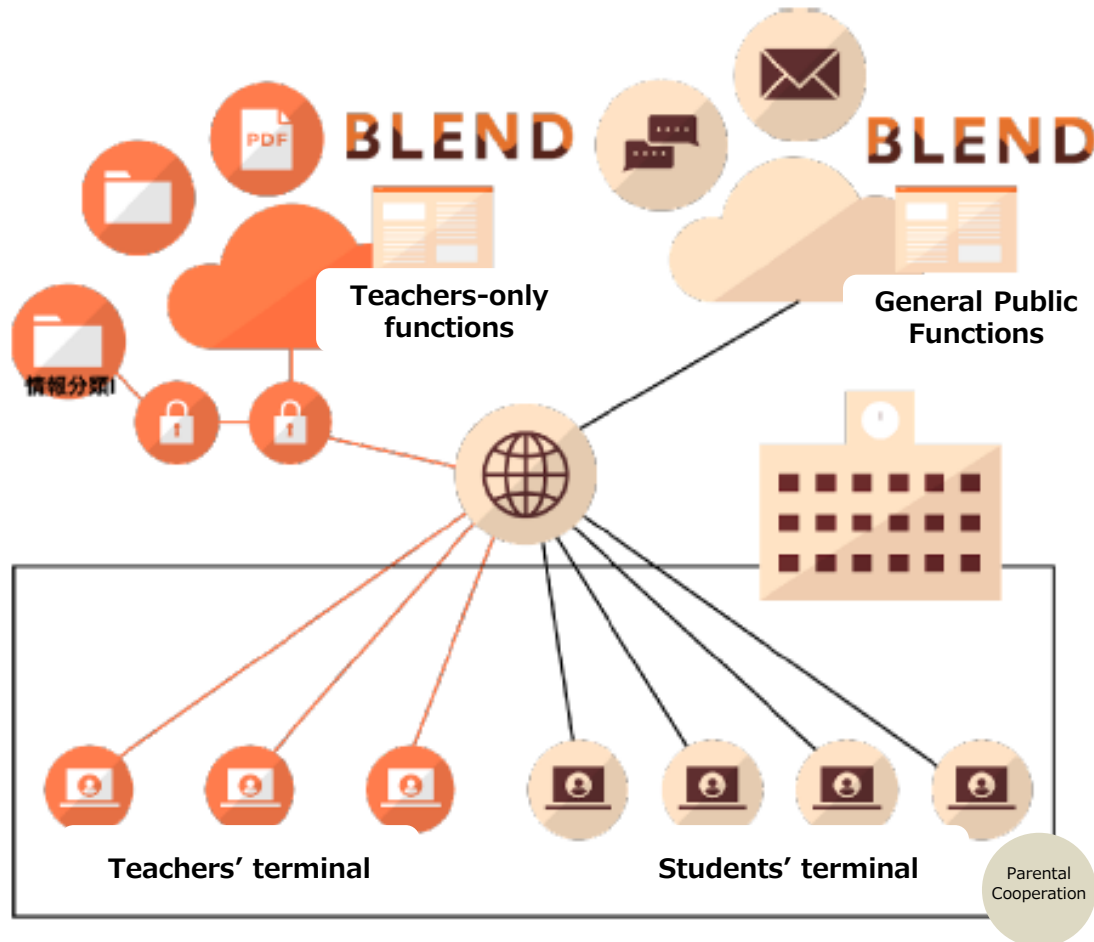 PDF
BLEND
BLEND
Teachers-only
functions
General Public
Functions
情報分類I
Teachers’ terminal
Students’ terminal
Parental
Cooperation